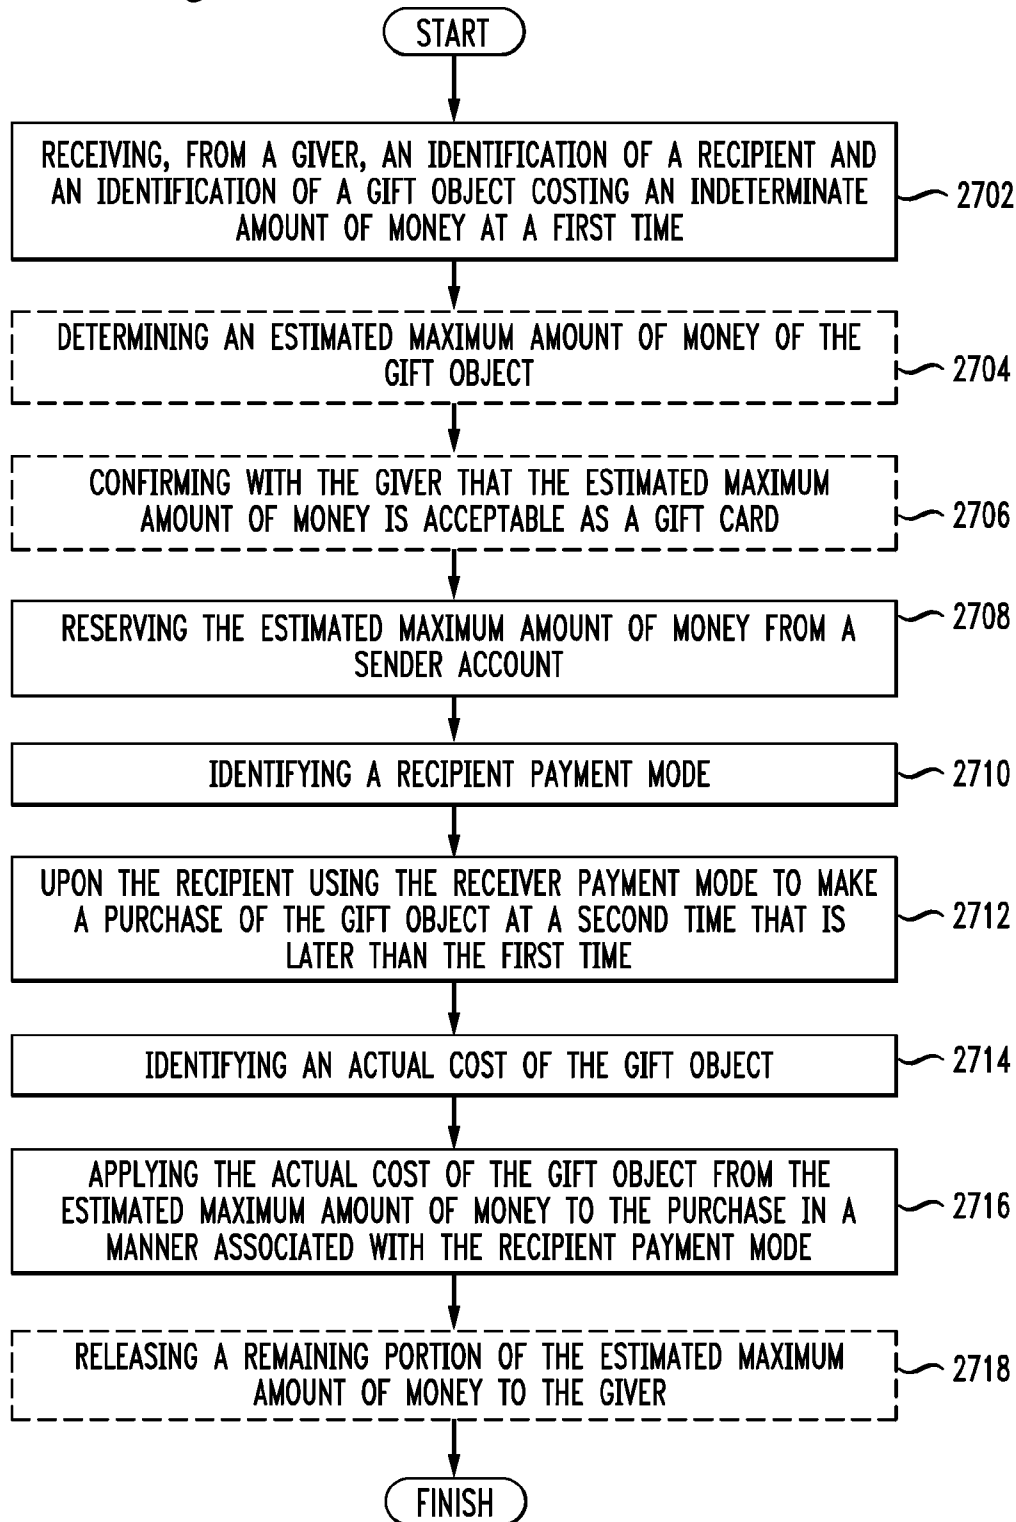 START
RECEIVING, FROM A GIVER, AN IDENTIFICATION OF A RECIPIENT AND
AN IDENTIFICATION OF A GIFT OBJECT COSTING AN INDETERMINATE
AMOUNT OF MONEY AT A FIRST TIME
2702
DETERMINING AN ESTIMATED MAXIMUM AMOUNT OF MONEY OF THE
GIFT OBJECT
2704
CONFIRMING WITH THE GIVER THAT THE ESTIMATED MAXIMUM
AMOUNT OF MONEY IS ACCEPTABLE AS A GIFT CARD
2706
RESERVING THE ESTIMATED MAXIMUM AMOUNT OF MONEY FROM A
SENDER ACCOUNT
2708
IDENTIFYING A RECIPIENT PAYMENT MODE
2710
UPON THE RECIPIENT USING THE RECEIVER PAYMENT MODE TO MAKE
A PURCHASE OF THE GIFT OBJECT AT A SECOND TIME THAT IS
LATER THAN THE FIRST TIME
2712
IDENTIFYING AN ACTUAL COST OF THE GIFT OBJECT
2714
APPLYING THE ACTUAL COST OF THE GIFT OBJECT FROM THE
ESTIMATED MAXIMUM AMOUNT OF MONEY TO THE PURCHASE IN A
MANNER ASSOCIATED WITH THE RECIPIENT PAYMENT MODE
2716
RELEASING A REMAINING PORTION OF THE ESTIMATED MAXIMUM
AMOUNT OF MONEY TO THE GIVER
2718
FINISH